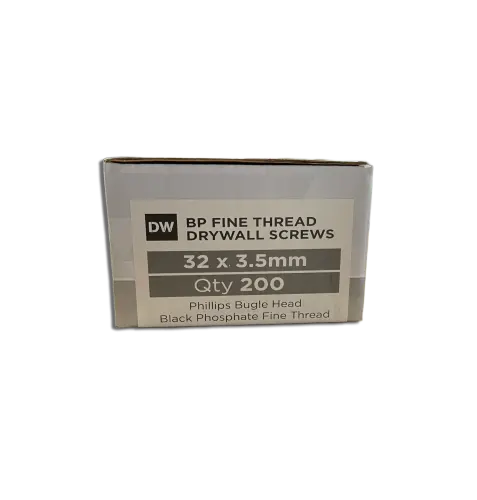 DW
BP FINE THREAD
DRYWALL SCREWS
32 x 3.5mm
Qty 200
Phillips Bugle Head
Black Phosphate Fine Thread